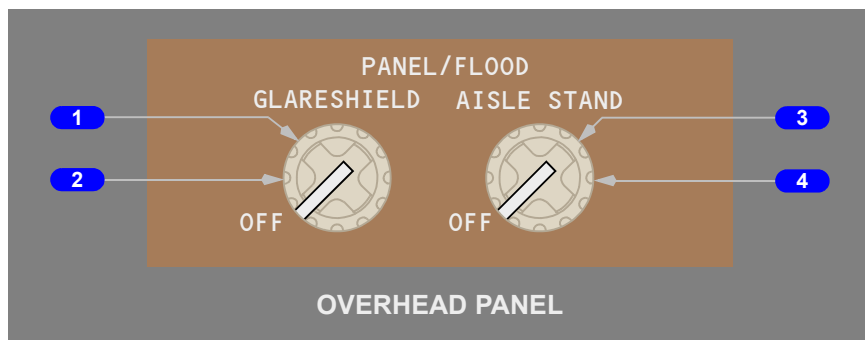 PANEL/FLOOD
GLARESHIELD AISLE STAND
1 3
2 4
OFF OFF
OVERHEAD PANEL